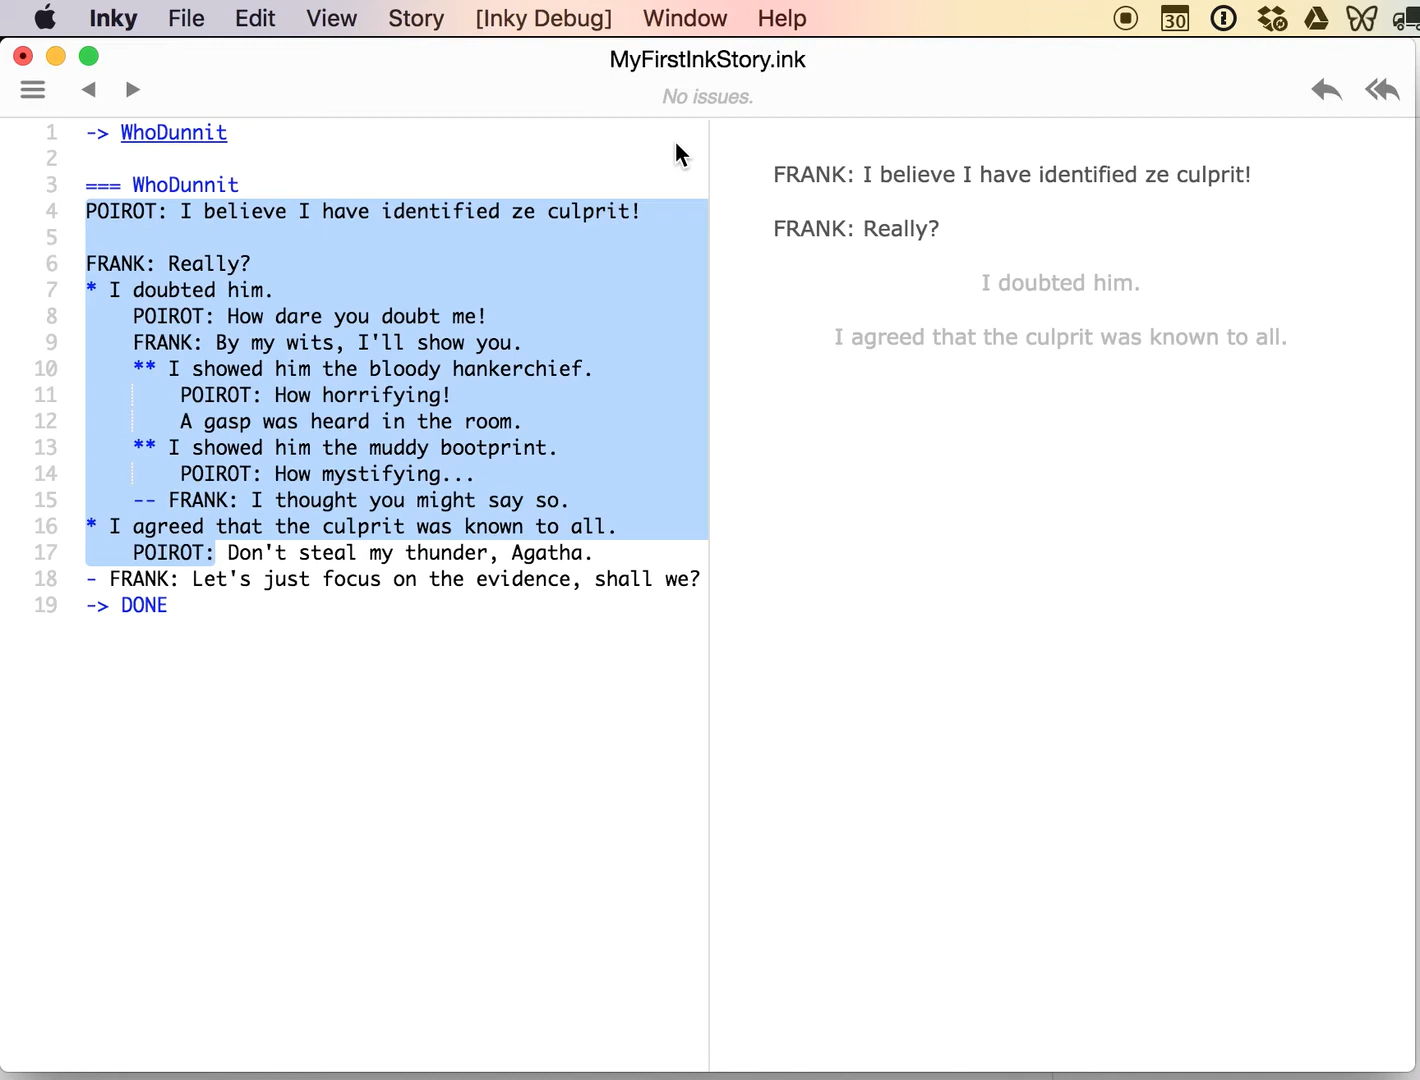 Inky File Edit View Story [Inky Debug] Window Help 30
MyFirstInkStory.ink
No issues.
1 -> WhoDunnit
2
3 === WhoDunnit
4 POIROT: I believe I have identified ze culprit!
5
6 FRANK: Really?
7 * I doubted him.
8 POIROT: How dare you doubt me!
9 FRANK: By my wits, I'll show you.
10 ** I showed him the bloody hankerchief.
11 POIROT: How horrifying!
12 A gasp was heard in the room.
13 ** I showed him the muddy bootprint.
14 POIROT: How mystifying...
15 -- FRANK: I thought you might say so.
16 * I agreed that the culprit was known to all.
17 POIROT: Don't steal my thunder, Agatha.
18 - FRANK: Let's just focus on the evidence, shall we?
19 -> DONE
FRANK: I believe I have identified ze culprit!
FRANK: Really?
I doubted him.
I agreed that the culprit was known to all.